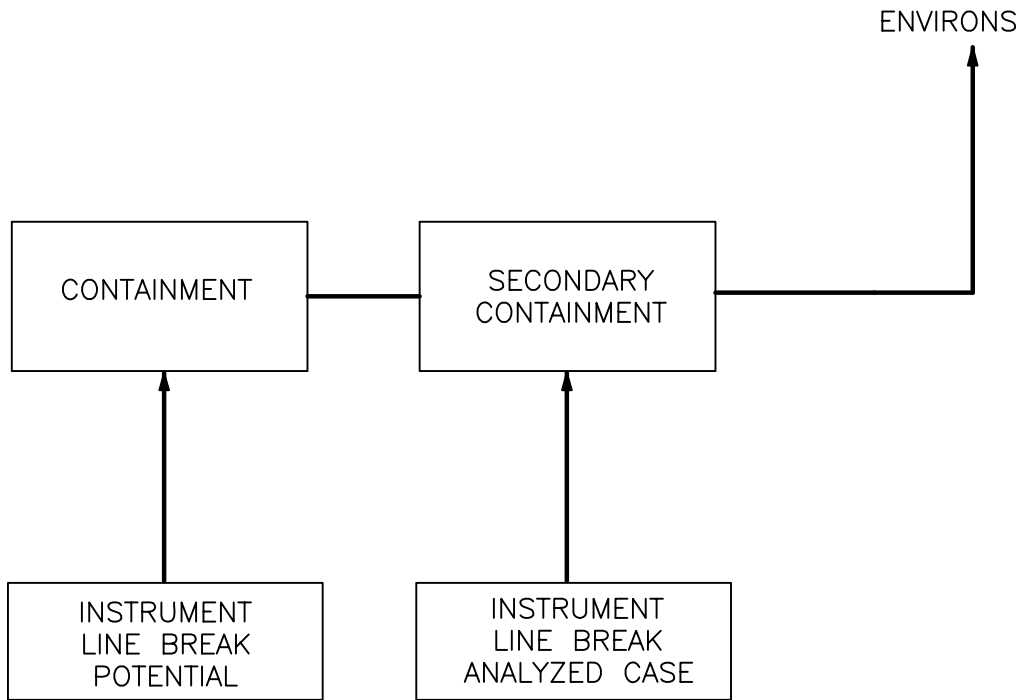 ENVIRONS
CONTAINMENT
SECONDARY
CONTAINMENT
INSTRUMENT
LINE BREAK
POTENTIAL
INSTRUMENT
LINE BREAK
ANALYZED CASE